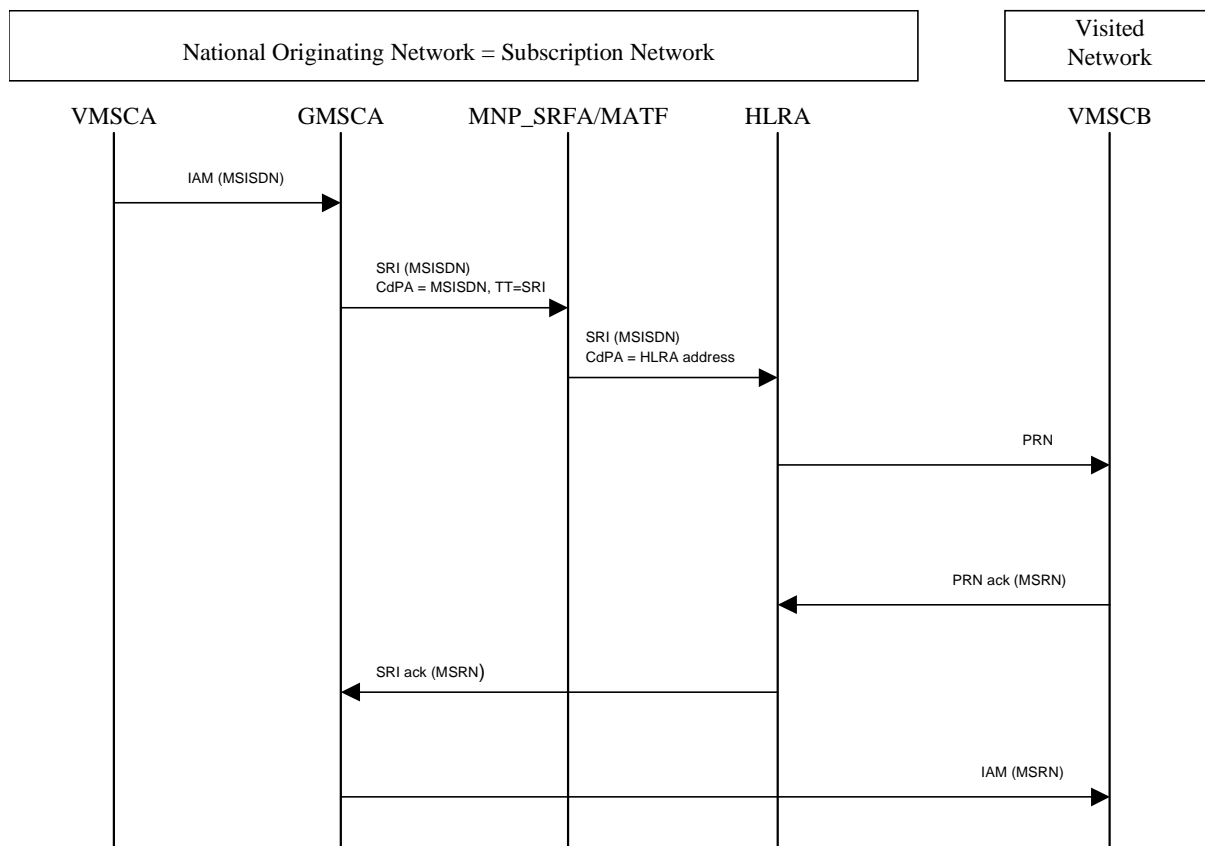 National Originating Network = Subscription Network
Visited
Network
VMSCA
GMSCA
MNP_SRFA/MATF
HLRA
VMSCB
IAM (MSISDN)
SRI (MSISDN)
CdPA = MSISDN, TT=SRI
SRI (MSISDN)
CdPA = HLRA address
PRN
PRN ack (MSRN)
SRI ack (MSRN)
IAM (MSRN)